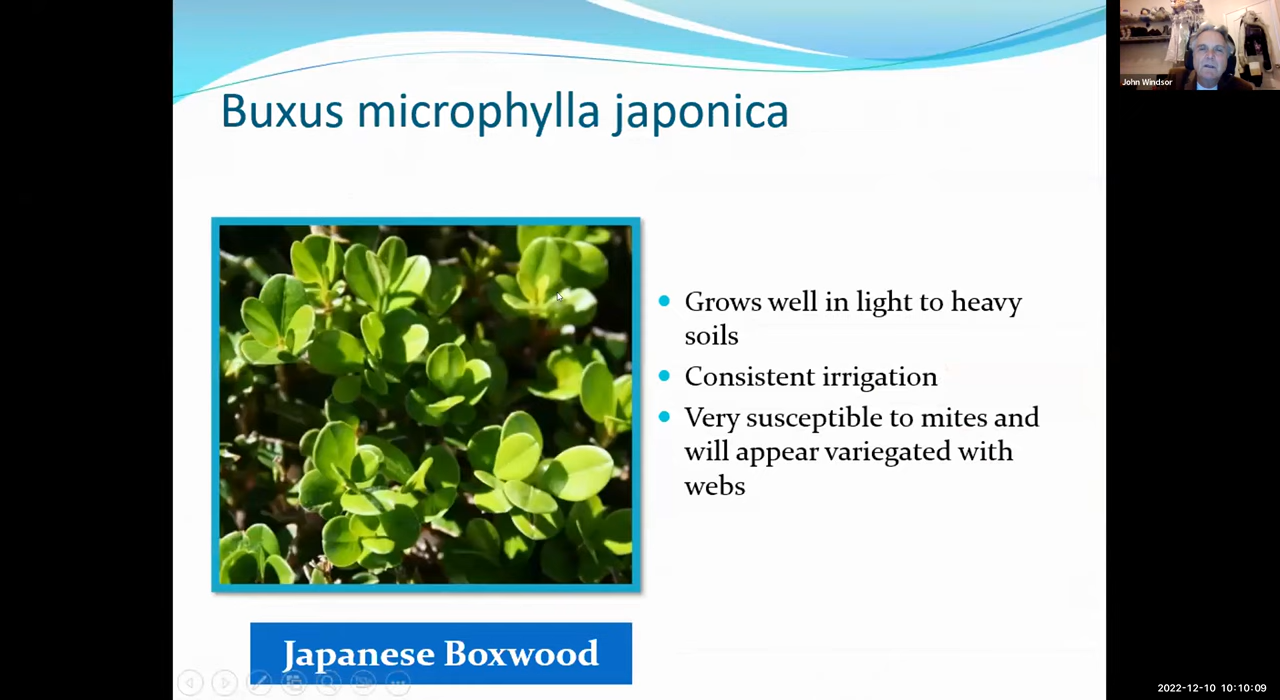 John Windsor
Buxus microphylla japonica
Grows well in light to heavy
soils
Consistent irrigation
Very susceptible to mites and
will appear variegated with
webs
Japanese Boxwood
2022-12-10 10:10:09